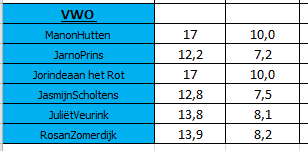 VWO
ManonHutten 17 10,0
JarnoPrins 12,2 7,2
Jorindeaan het Rot 17 10,0
JasmijnScholtens 12,8 7,5
JuliëtVeurink 13,8 8,1
RosanZomerdijk 13,9 8,2